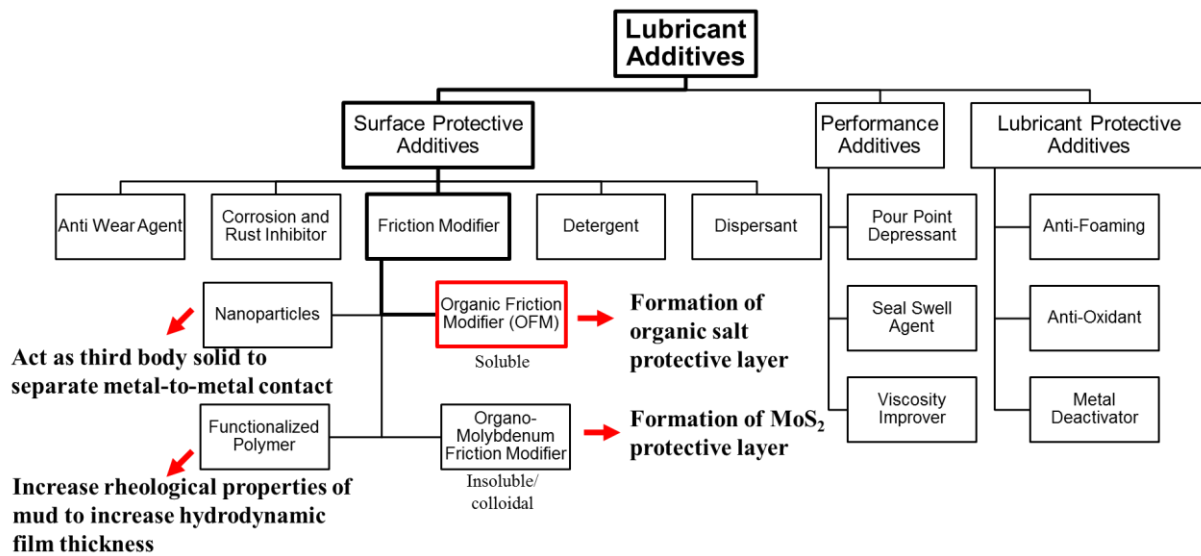 Lubricant
Additives
Surface Protective
Additives
Performance
Additives
Lubricant Protective
Additives
Anti Wear Agent
Corrosion and
Rust Inhibitor
Friction Modifier
Detergent
Dispersant
Pour Point
Depressant
Anti-Foaming
Nanoparticles
Organic Friction
Modifier (OFM)
Soluble
Formation of
organic salt
protective layer
Seal Swell
Agent
Anti-Oxidant
Act as third body solid to
separate metal-to-metal contact
Functionalized
Polymer
Organo-
Molybdenum
Friction Modifier
Insoluble/
colloidal
Formation of MoS₂
protective layer
Viscosity
Improver
Metal
Deactivator
Increase rheological properties of
mud to increase hydrodynamic
film thickness